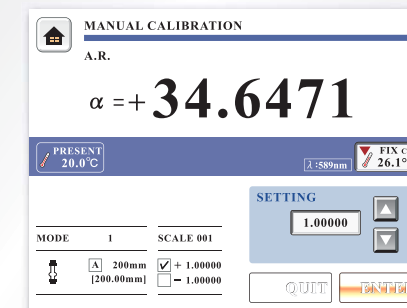 MANUAL CALIBRATION
A.R.
α = + 34.6471
PRESENT
20.0°C
λ:589nm
FIX
26.1°
SETTING
1.00000
MODE 1
SCALE 001
A 200mm
[200.00mm]
+ 1.00000
− 1.00000
QUIT